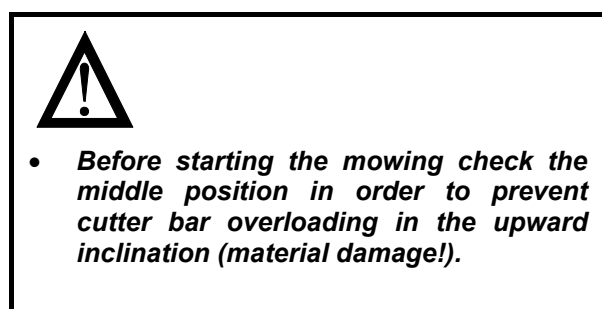 • Before starting the mowing check the
middle position in order to prevent
cutter bar overloading in the upward
inclination (material damage!).